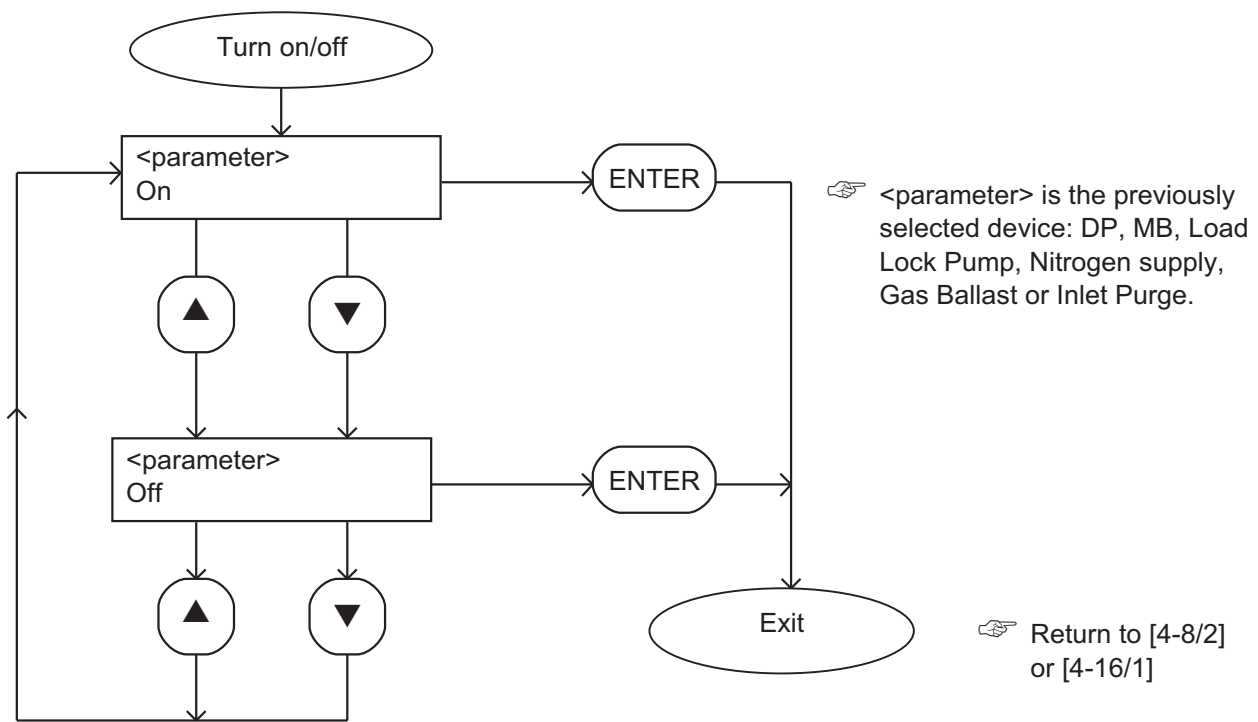 Turn on/off
<parameter>
On
ENTER
<parameter> is the previously
selected device: DP, MB, Load
Lock Pump, Nitrogen supply,
Gas Ballast or Inlet Purge.
<parameter>
Off
ENTER
Exit
Return to [4-8/2]
or [4-16/1]